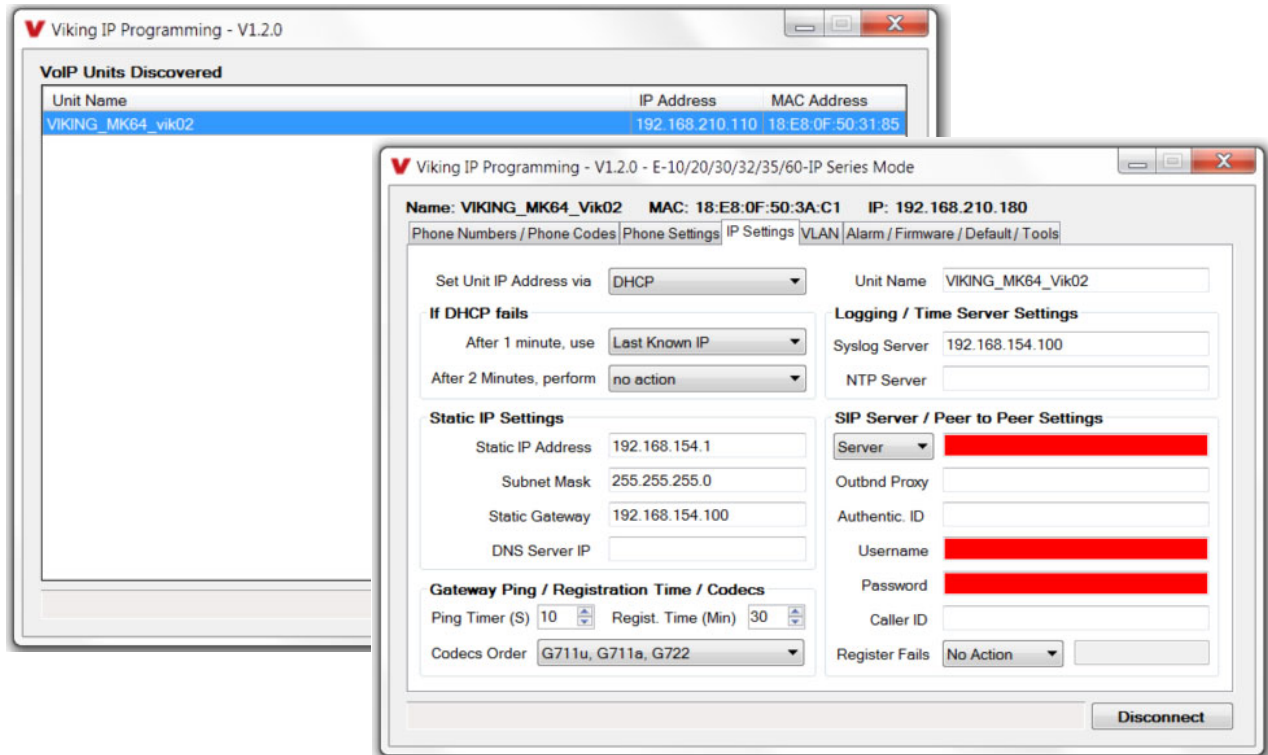 Viking IP Programming - V1.2.0
VoIP Units Discovered
Unit Name IP Address MAC Address
VIKING_MK64_vik02 192.168.210.110 18:E8:0F:50:31:85
Viking IP Programming - V1.2.0 - E-10/20/30/32/35/60-IP Series Mode
Name: VIKING_MK64_Vik02 MAC: 18:E8:0F:50:3A:C1 IP: 192.168.210.180
Phone Numbers / Phone Codes Phone Settings IP Settings VLAN Alarm / Firmware / Default / Tools
Set Unit IP Address via DHCP
If DHCP fails
After 1 minute, use Last Known IP
After 2 Minutes, perform no action
Static IP Settings
Static IP Address 192.168.154.1
Subnet Mask 255.255.255.0
Static Gateway 192.168.154.100
DNS Server IP
Gateway Ping / Registration Time / Codecs
Ping Timer (S) 10 Regist. Time (Min) 30
Codecs Order G711u, G711a, G722
Unit Name VIKING_MK64_Vik02
Logging / Time Server Settings
Syslog Server 192.168.154.100
NTP Server
SIP Server / Peer to Peer Settings
Server
Outbnd Proxy
Authentic. ID
Username
Password
Caller ID
Register Fails No Action
Disconnect